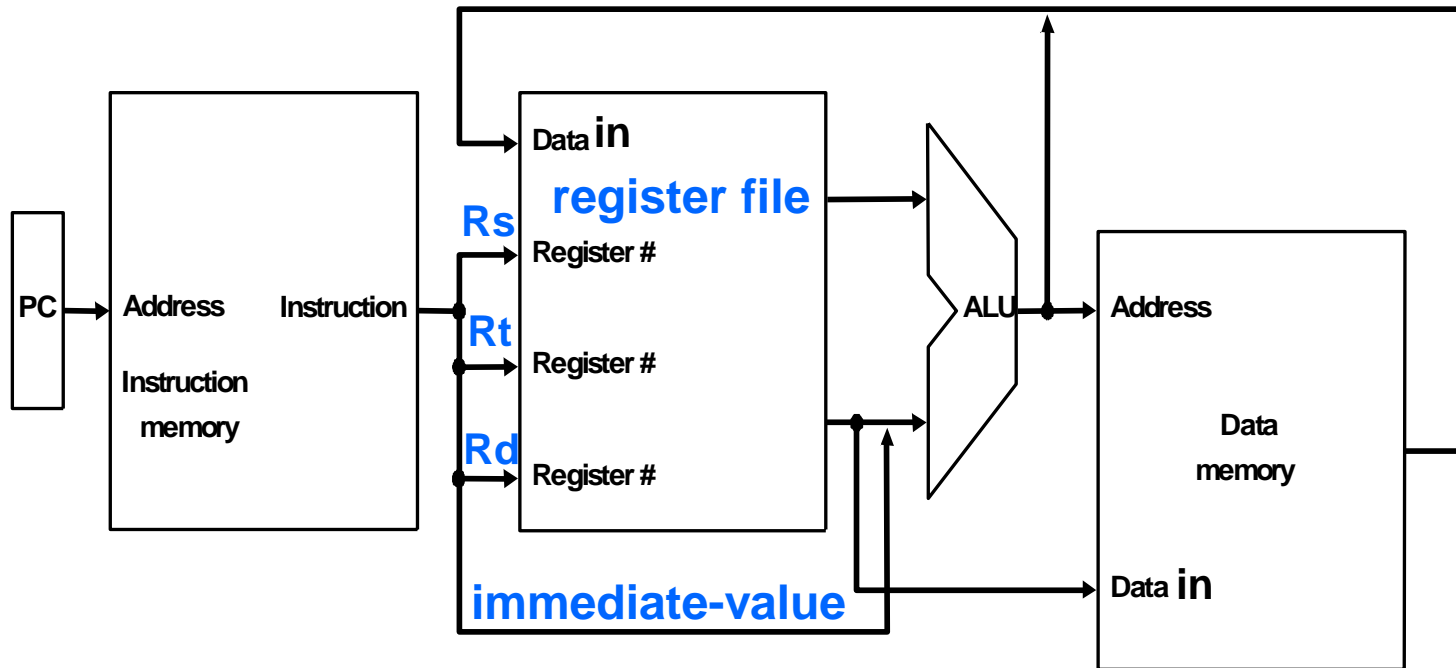 PC
Address
Instruction
Instruction
memory
Data in
register file
Rs
Register #
Rt
Register #
Rd
Register #
immediate-value
ALU
Address
Data
memory
Data in